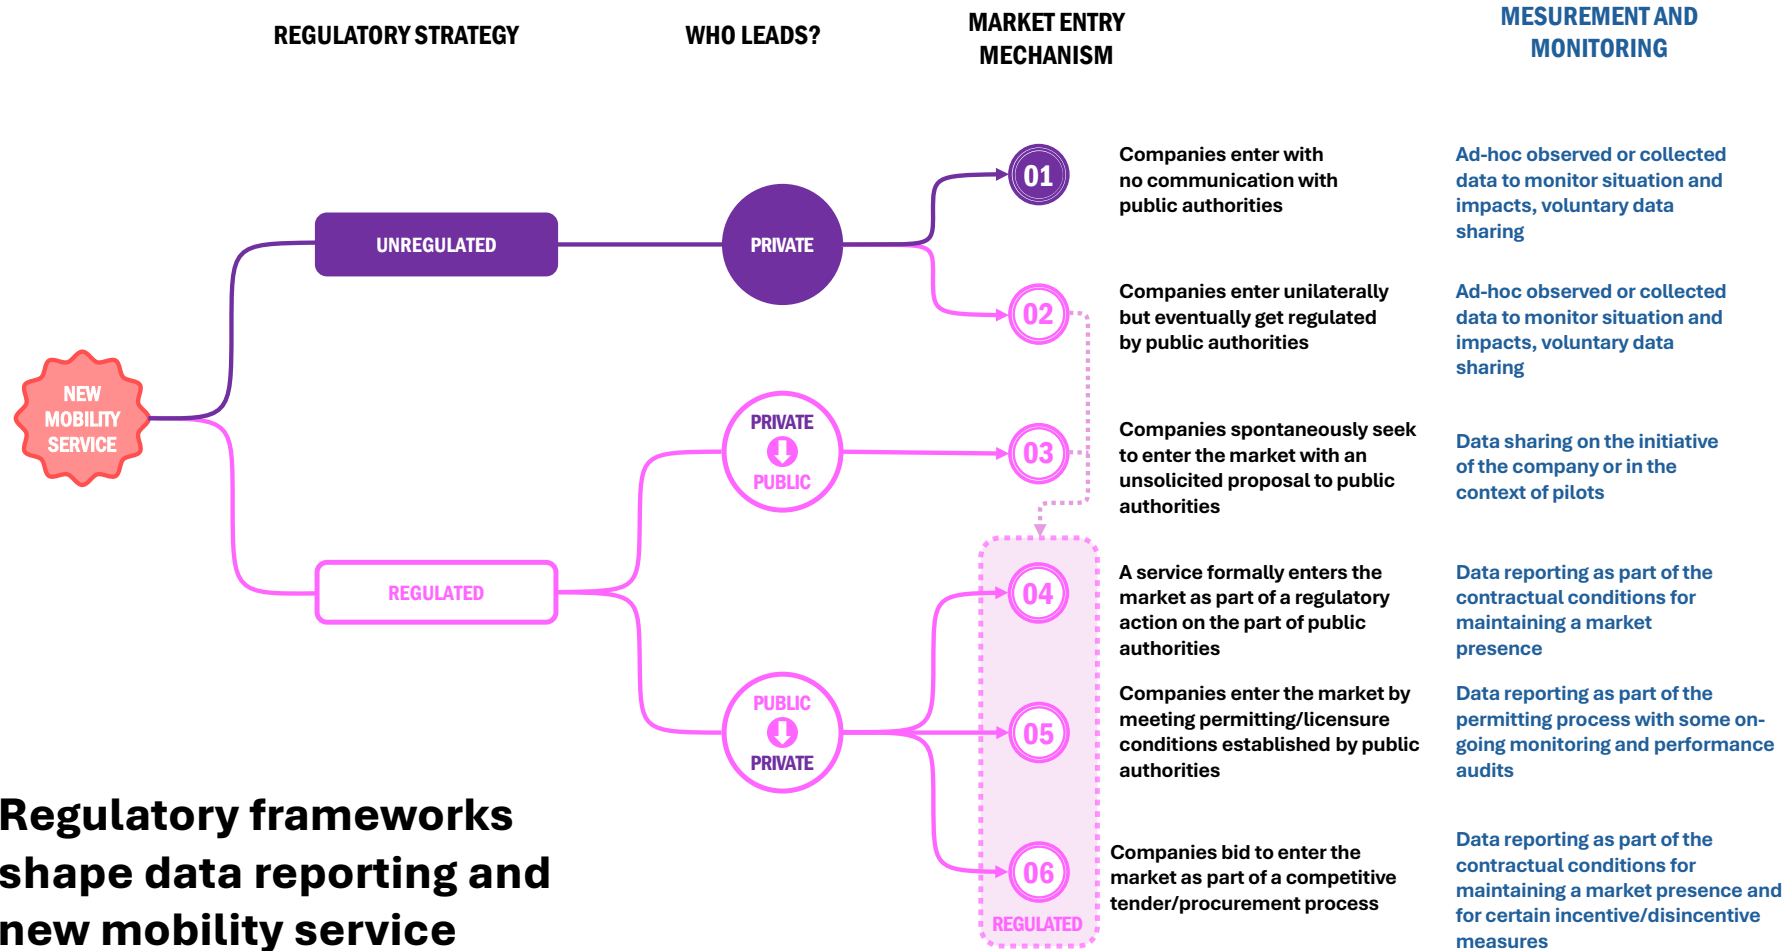 REGULATORY STRATEGY
WHO LEADS?
MARKET ENTRY
MECHANISM
MESUREMENT AND
MONITORING
NEW
MOBILITY
SERVICE
UNREGULATED
PRIVATE
01
Companies enter with
no communication with
public authorities
Ad-hoc observed or collected
data to monitor situation and
impacts, voluntary data
sharing
02
Companies enter unilaterally
but eventually get regulated
by public authorities
Ad-hoc observed or collected
data to monitor situation and
impacts, voluntary data
sharing
REGULATED
PRIVATE
PUBLIC
03
Companies spontaneously seek
to enter the market with an
unsolicited proposal to public
authorities
Data sharing on the initiative
of the company or in the
context of pilots
PUBLIC
PRIVATE
04
A service formally enters the
market as part of a regulatory
action on the part of public
authorities
Data reporting as part of the
contractual conditions for
maintaining a market
presence
05
Companies enter the market by
meeting permitting/licensure
conditions established by public
authorities
Data reporting as part of the
permitting process with some on-
going monitoring and performance
audits
06
REGULATED
Companies bid to enter the
market as part of a competitive
tender/procurement process
Data reporting as part of the
contractual conditions for
maintaining a market presence and
for certain incentive/disincentive
measures
Regulatory frameworks
shape data reporting and
new mobility service